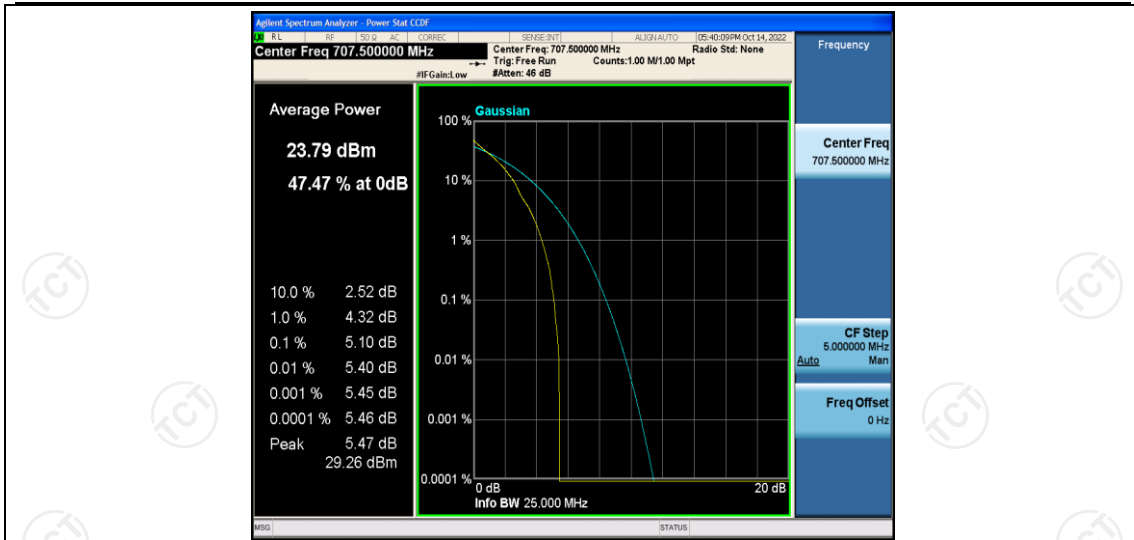 Agilent Spectrum Analyzer - Power Stat CCDF
LXI RL RF 50 Ω AC CORREC SENSE:INT ALIGN AUTO 05:40:09PM Oct 14, 2022
Center Freq 707.500000 MHz
Center Freq: 707.500000 MHz Radio Std: None
Trig: Free Run Counts:1.00 M/1.00 Mpt
#IFGain:Low #Atten: 46 dB
Frequency
Average Power
23.79 dBm
47.47 % at 0dB
10.0 % 2.52 dB
1.0 % 4.32 dB
0.1 % 5.10 dB
0.01 % 5.40 dB
0.001 % 5.45 dB
0.0001 % 5.46 dB
Peak 5.47 dB
29.26 dBm
Gaussian
100 %
10 %
1 %
0.1 %
0.01 %
0.001 %
0.0001 %
0 dB 20 dB
Info BW 25.000 MHz
Center Freq
707.500000 MHz
CF Step
5.000000 MHz
Auto Man
Freq Offset
0 Hz
MSG STATUS
TCT
TCT
TCT
TCT
TCT
TCT